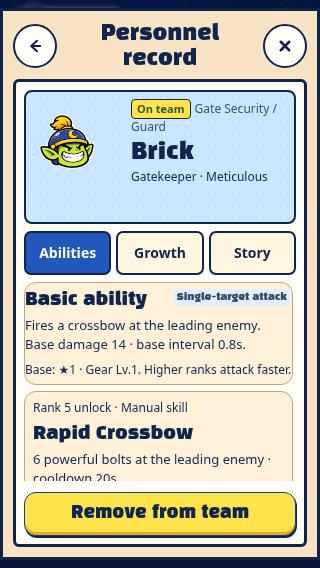 Personnel
record
On team Gate Security /
Guard
Brick
Gatekeeper · Meticulous
Abilities
Growth
Story
Basic ability Single-target attack
Fires a crossbow at the leading enemy.
Base damage 14 · base interval 0.8s.
Base: ★1 · Gear Lv.1. Higher ranks attack faster.
Rank 5 unlock · Manual skill
Rapid Crossbow
6 powerful bolts at the leading enemy ·
cooldown 20s
Remove from team